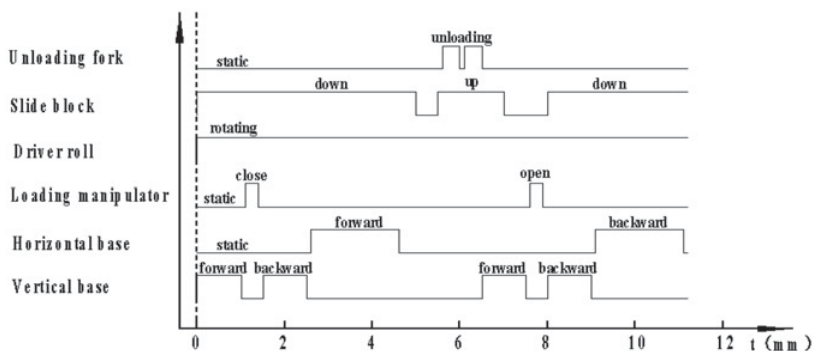 unloading
Unloading fork
static
down
up
down
Slide block
rotating
Driver roll
close
open
Loading manipulator
static
forward
backward
Horizontal base
static
forward backward forward backward
Vertical base
0 2 4 6 8 10 12 t (mm)